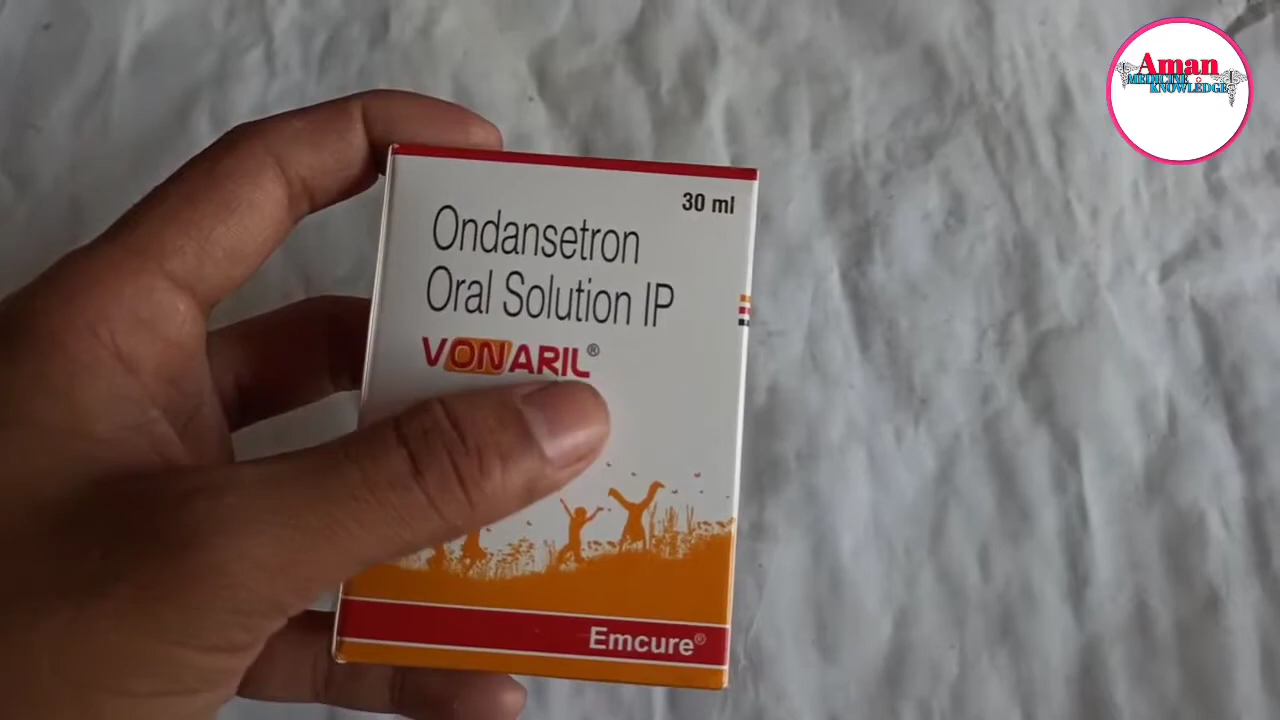 Aman
MEDICINE
KNOWLEDGE
30 ml
Ondansetron
Oral Solution IP
VONARIL®
Emcure®